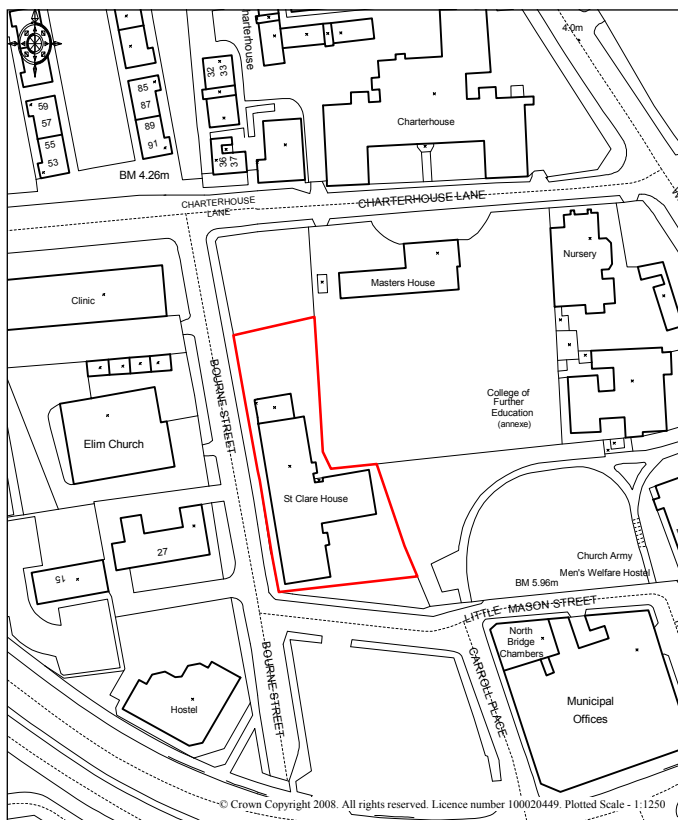 4.0m
Charterhouse
32
33
59
57
55
53
85
87
89
91
36
37
Charterhouse
BM 4.26m
CHARTERHOUSE
LANE
CHARTERHOUSE LANE
Nursery
Masters House
Clinic
BOURNE STREET
College of
Further
Education
(annexe)
Elim Church
St Clare House
27
15
Church Army
Men's Welfare Hostel
BM 5.96m
LITTLE MASON STREET
North
Bridge
Chambers
CARROLL PLACE
BOURNE STREET
Municipal
Offices
Hostel
© Crown Copyright 2008. All rights reserved. Licence number 100020449. Plotted Scale - 1:1250